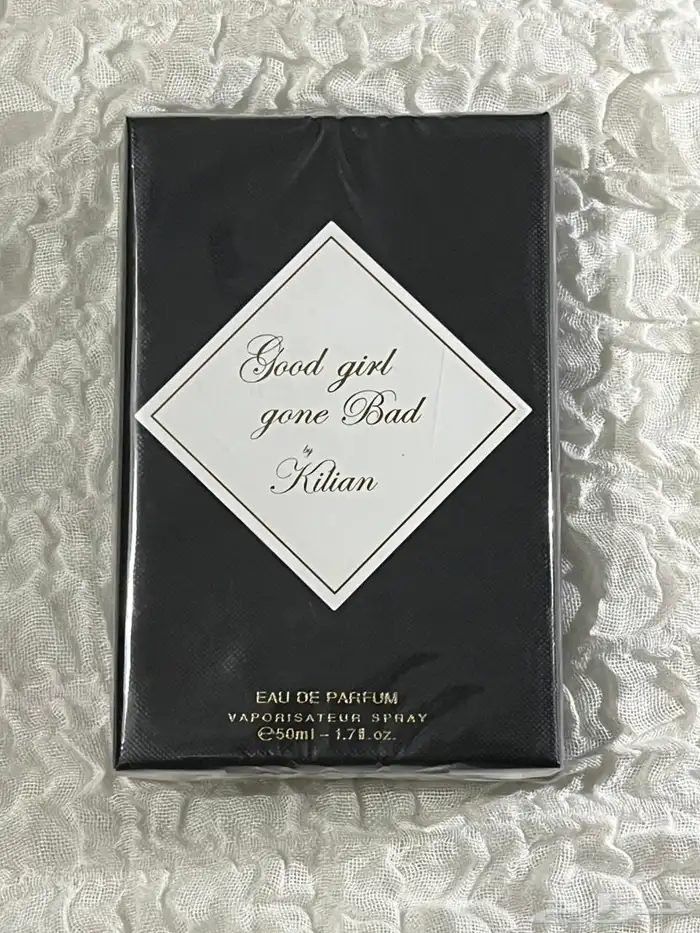 Good girl
gone Bad
by
Kilian
EAU DE PARFUM
VAPORISATEUR SPRAY
℮50ml - 1.7fl.oz.